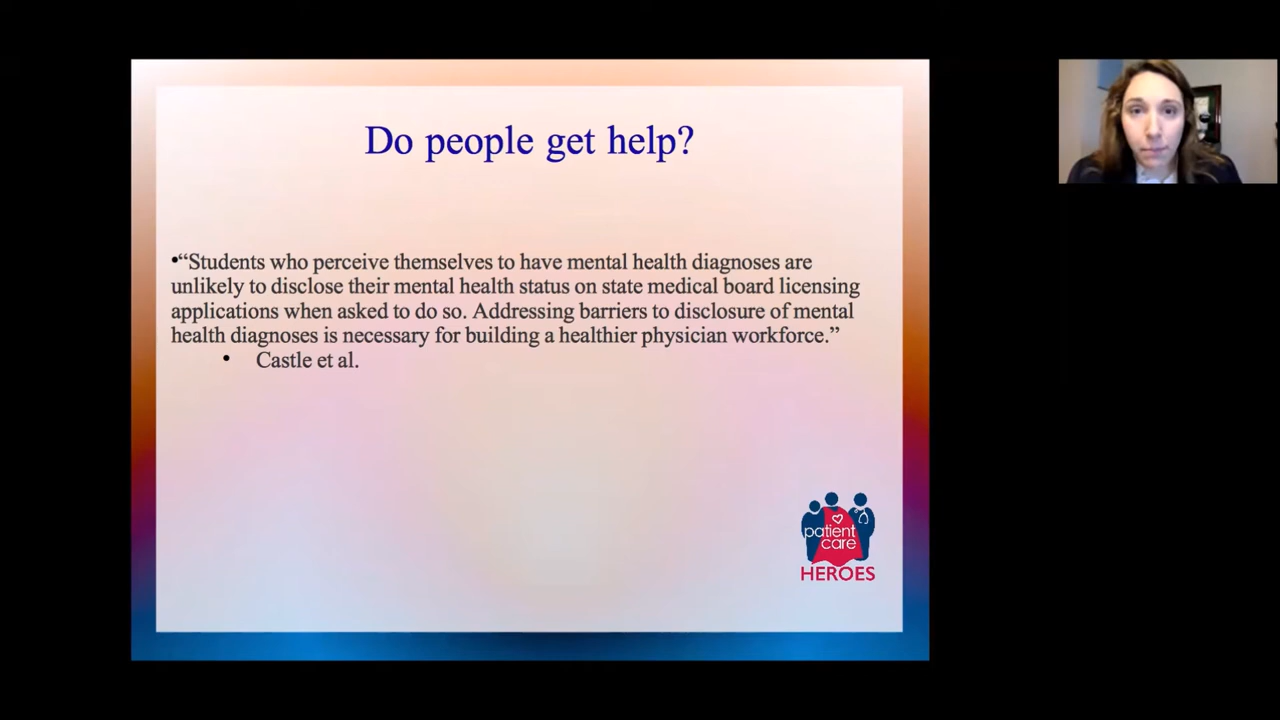 Do people get help?
•“Students who perceive themselves to have mental health diagnoses are
unlikely to disclose their mental health status on state medical board licensing
applications when asked to do so. Addressing barriers to disclosure of mental
health diagnoses is necessary for building a healthier physician workforce.”
• Castle et al.
patient
care
HEROES